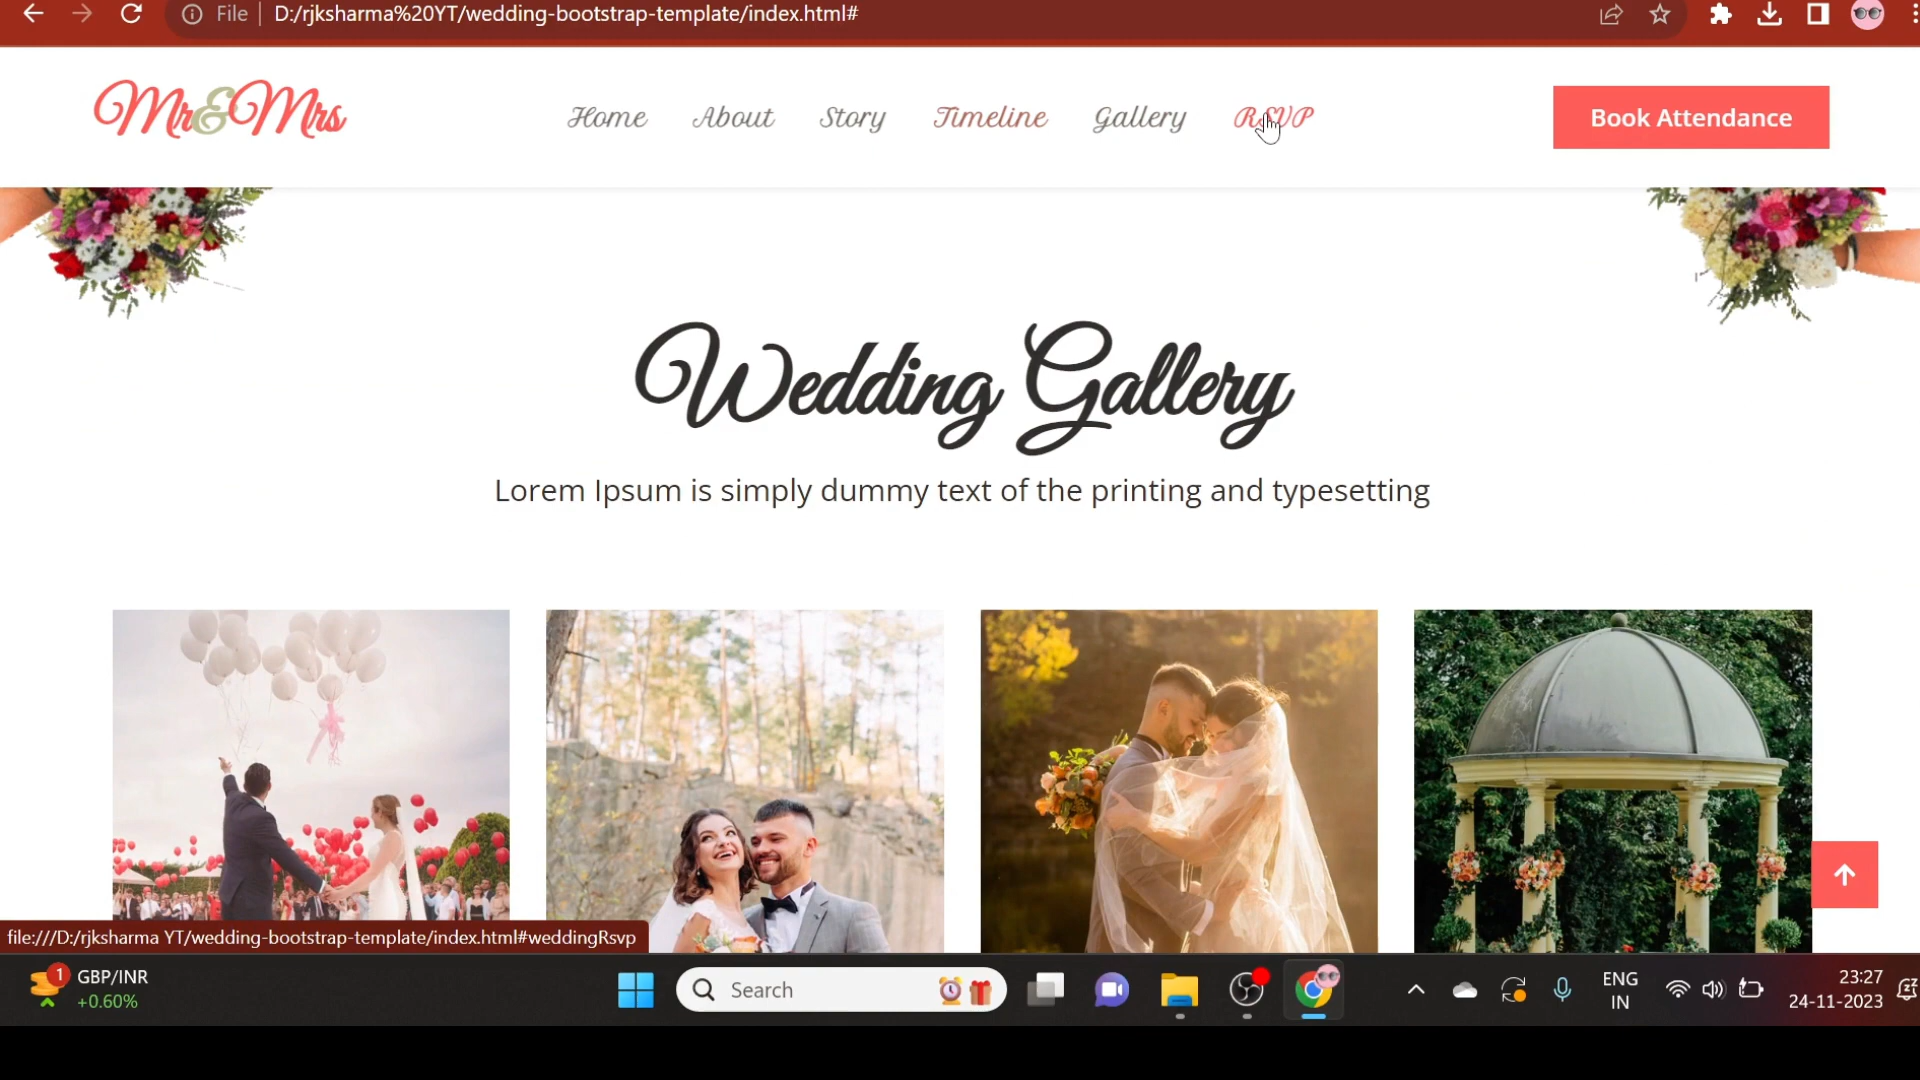 File D:/rjksharma%20YT/wedding-bootstrap-template/index.html#
Mr&Mrs
Home About Story Timeline Gallery RSVP
Book Attendance
Wedding Gallery
Lorem Ipsum is simply dummy text of the printing and typesetting
file:///D:/rjksharma YT/wedding-bootstrap-template/index.html#weddingRsvp
1
GBP/INR
+0.60%
Search
ENG
IN
23:27
24-11-2023